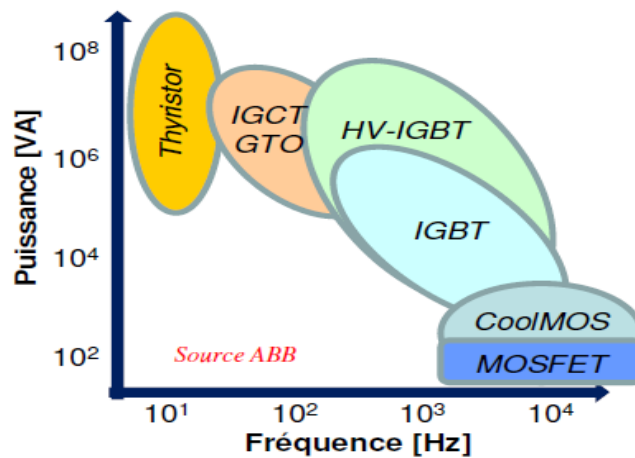 Puissance [VA]
10⁸
10⁶
10⁴
10²
Thyristor
IGCT
GTO
HV-IGBT
IGBT
CoolMOS
MOSFET
Source ABB
10¹
10²
10³
10⁴
Fréquence [Hz]